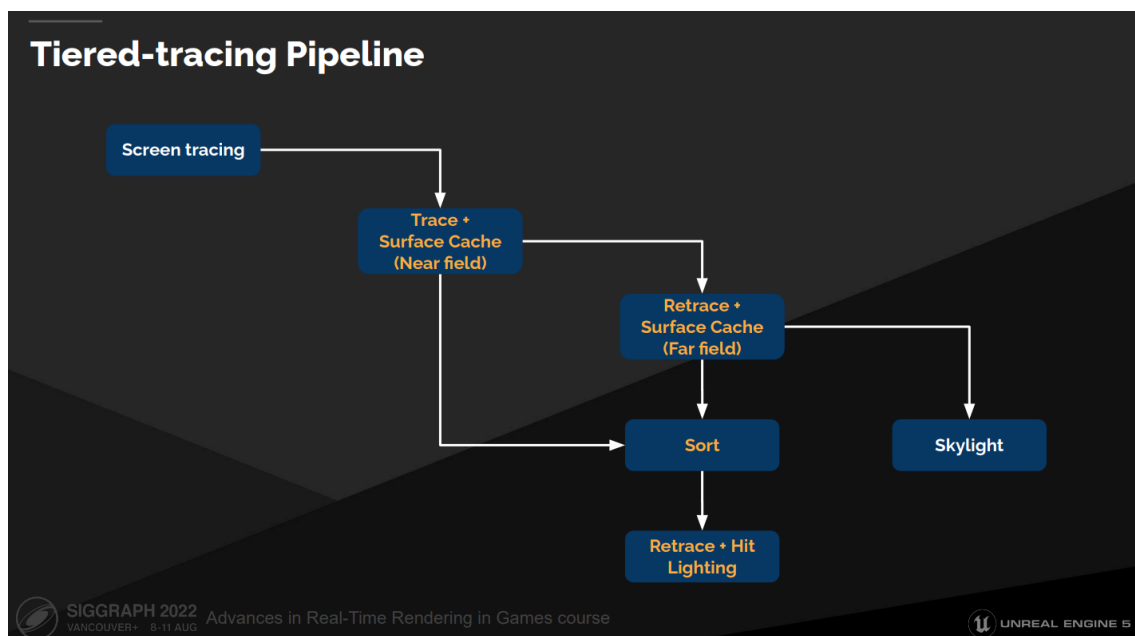 Tiered-tracing Pipeline
Screen tracing
Trace +
Surface Cache
(Near field)
Retrace +
Surface Cache
(Far field)
Sort
Skylight
Retrace + Hit
Lighting
SIGGRAPH 2022
VANCOUVER+ 8-11 AUG
Advances in Real-Time Rendering in Games course
UNREAL ENGINE 5